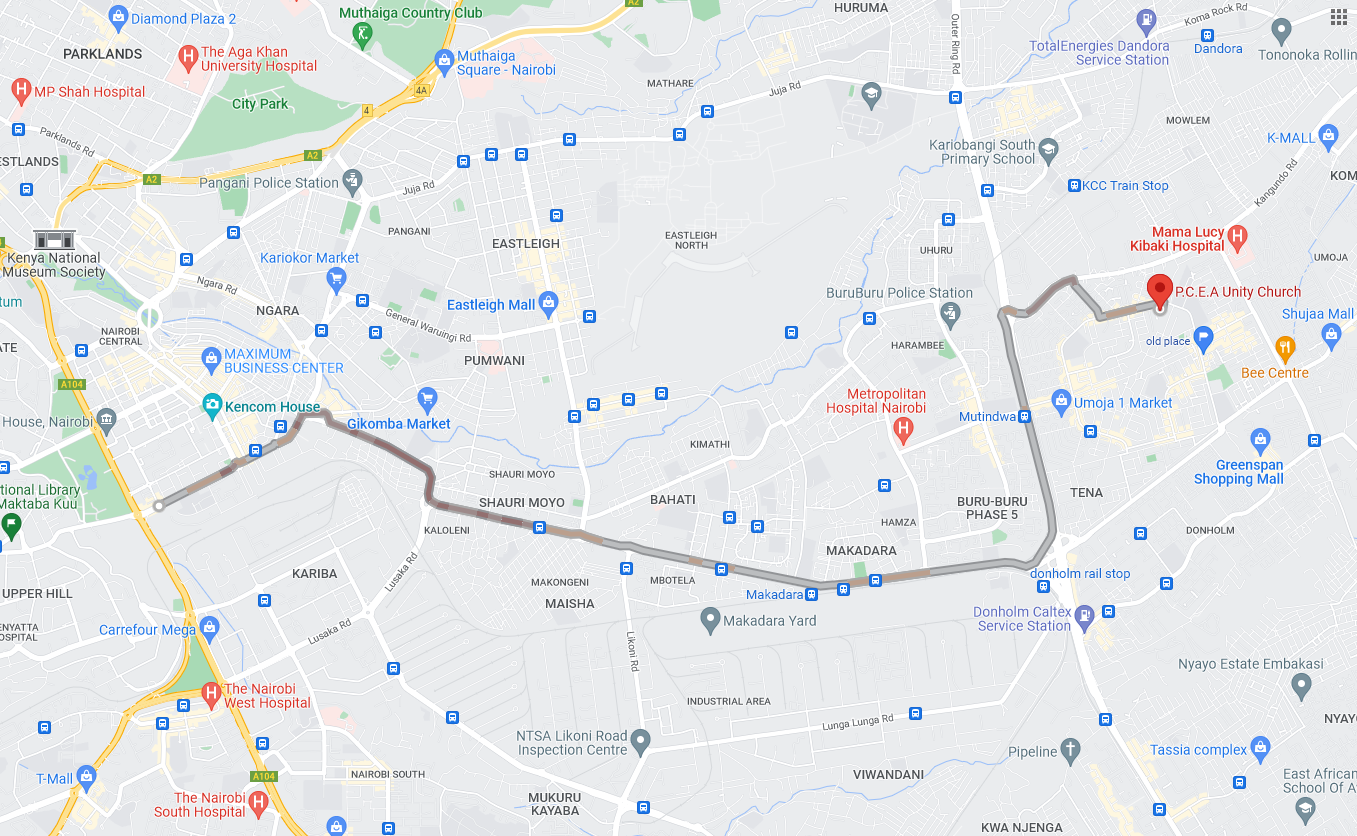 Diamond Plaza 2
PARKLANDS
The Aga Khan
University Hospital
MP Shah Hospital
City Park
Muthaiga Country Club
Muthaiga
Square - Nairobi
4A
4
A2
HURUMA
MATHARE
Juja Rd
Outer Ring Rd
TotalEnergies Dandora
Service Station
Koma Rock Rd
Dandora
Tononoka Rollin
MOWLEM
K-MALL
Kariobangi South
Primary School
KCC Train Stop
Kangundo Rd
KOM
Parklands Rd
ESTLANDS
A2
A2
Pangani Police Station
Juja Rd
PANGANI
EASTLEIGH
EASTLEIGH
NORTH
UHURU
Mama Lucy
Kibaki Hospital
UMOJA
Kenya National
Museum Society
Kariokor Market
Ngara Rd
NGARA
General Waruingi Rd
Eastleigh Mall
BuruBuru Police Station
P.C.E.A Unity Church
Shujaa Mall
tum
NAIROBI
CENTRAL
ATE
MAXIMUM
BUSINESS CENTER
PUMWANI
HARAMBEE
old place
Bee Centre
A104
House, Nairobi
Kencom House
Gikomba Market
Metropolitan
Hospital Nairobi
Mutindwa
Umoja 1 Market
KIMATHI
Greenspan
Shopping Mall
tional Library
Maktaba Kuu
SHAURI MOYO
SHAURI MOYO
BAHATI
BURU-BURU
PHASE 5
TENA
KALOLENI
HAMZA
DONHOLM
MAKADARA
KARIBA
Lusaka Rd
MAKONGENI
MBOTELA
donholm rail stop
UPPER HILL
MAISHA
Makadara
Makadara Yard
Donholm Caltex
Service Station
ENYATTA
OSPITAL
Carrefour Mega
Lusaka Rd
Likoni Rd
Nyayo Estate Embakasi
The Nairobi
West Hospital
INDUSTRIAL AREA
Lunga Lunga Rd
NYAY
NTSA Likoni Road
Inspection Centre
Pipeline
Tassia complex
T-Mall
A104
NAIROBI SOUTH
VIWANDANI
East African
School Of A
The Nairobi
South Hospital
MUKURU
KAYABA
KWA NJENGA